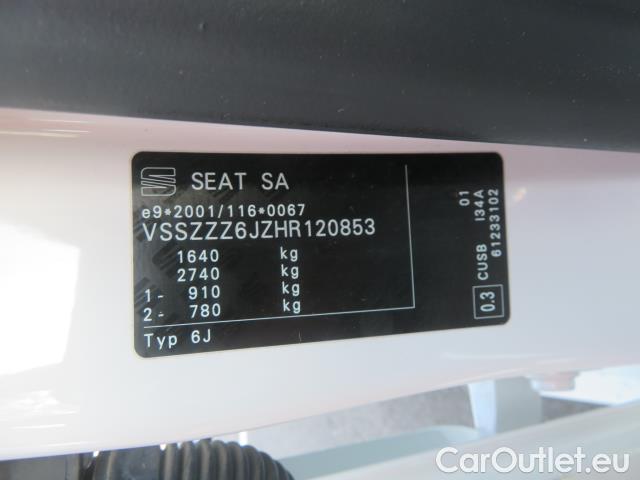 SEAT SA
e9*2001/116*0067
VSSZZZ6JZHR120853
1640 kg
2740 kg
1- 910 kg
2- 780 kg
Typ 6J
01
CUSB I34A
61233102
0.3
CarOutlet.eu